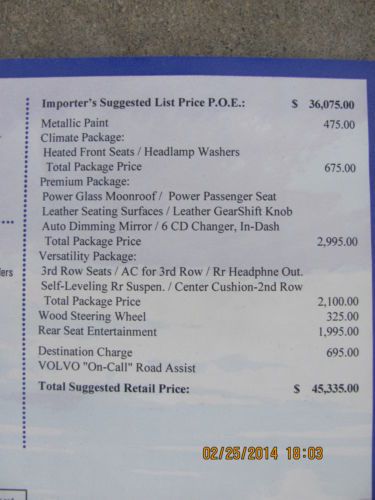 Importer's Suggested List Price P.O.E.: $ 36,075.00
Metallic Paint 475.00
Climate Package:
Heated Front Seats / Headlamp Washers
Total Package Price 675.00
Premium Package:
Power Glass Moonroof / Power Passenger Seat
Leather Seating Surfaces / Leather GearShift Knob
Auto Dimming Mirror / 6 CD Changer, In-Dash
Total Package Price 2,995.00
Versatility Package:
3rd Row Seats / AC for 3rd Row / Rr Headphne Out.
Self-Leveling Rr Suspen. / Center Cushion-2nd Row
Total Package Price 2,100.00
Wood Steering Wheel 325.00
Rear Seat Entertainment 1,995.00
Destination Charge 695.00
VOLVO "On-Call" Road Assist
Total Suggested Retail Price: $ 45,335.00
02/25/2014 18:03